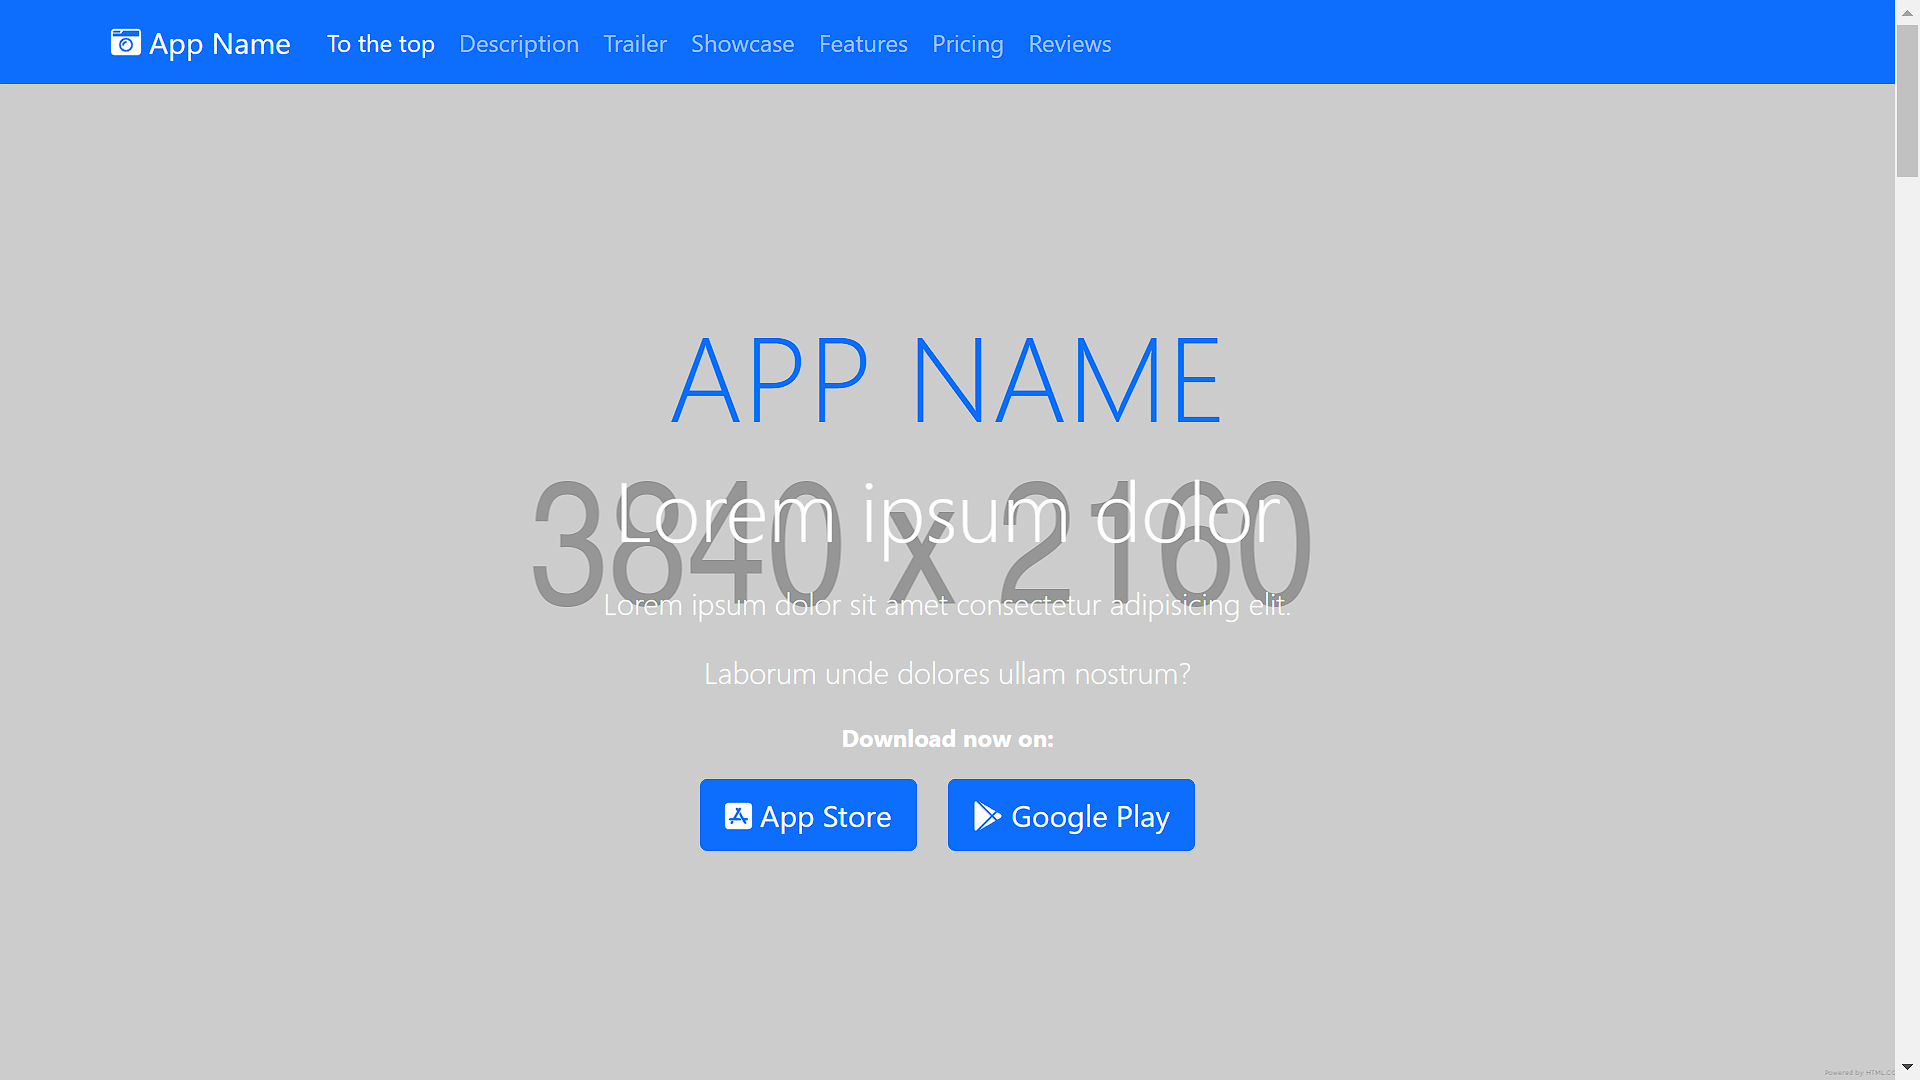 App Name To the top Description Trailer Showcase Features Pricing Reviews
APP NAME
3840 x 2160
Lorem ipsum dolor
Lorem ipsum dolor sit amet consectetur adipisicing elit.
Laborum unde dolores ullam nostrum?
Download now on:
App Store Google Play
Powered by HTML.CO